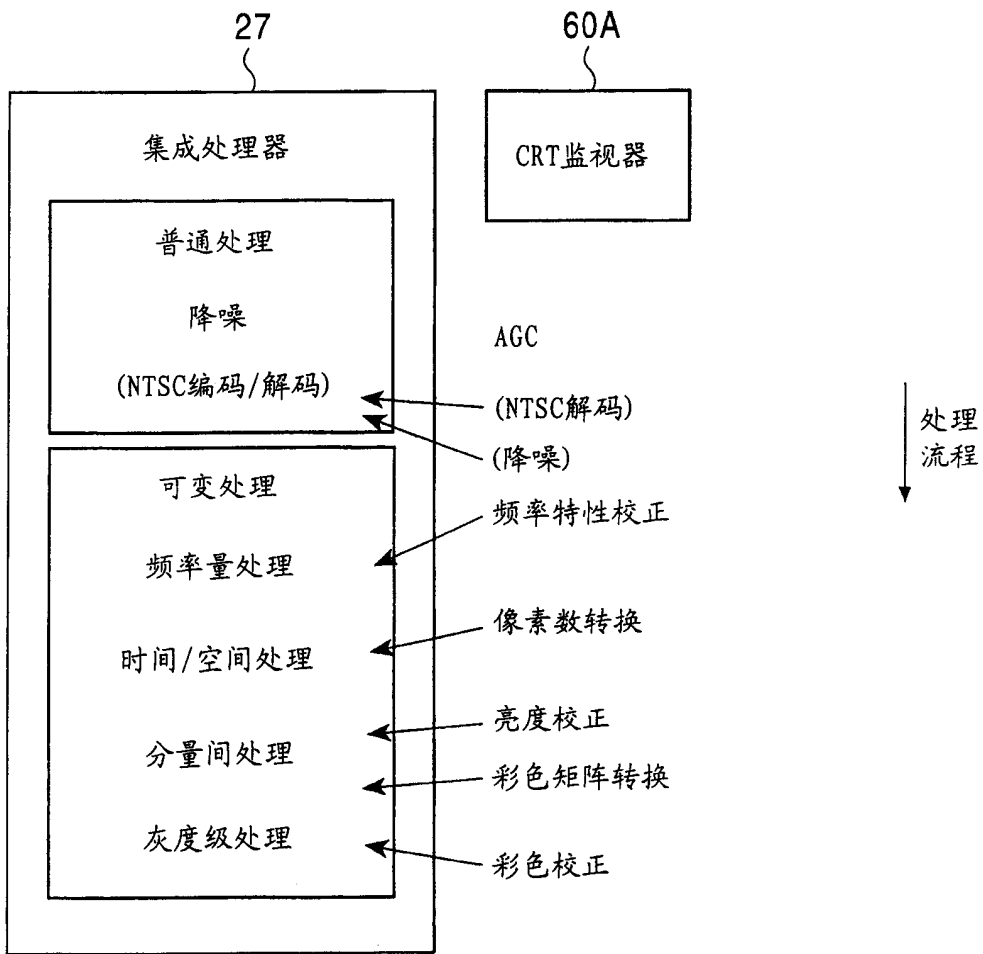 27
60A
集成处理器
CRT监视器
普通处理
降噪
AGC
(NTSC编码/解码)
(NTSC解码)
(降噪)
处理
流程
可变处理
频率特性校正
频率量处理
像素数转换
时间/空间处理
亮度校正
分量间处理
彩色矩阵转换
灰度级处理
彩色校正